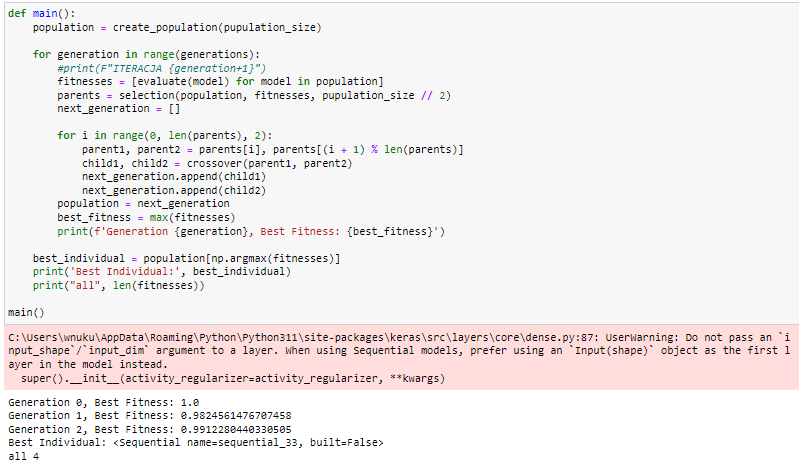 def main():
    population = create_population(pupulation_size)

    for generation in range(generations):
        #print(F"ITERACJA {generation+1}")
        fitnesses = [evaluate(model) for model in population]
        parents = selection(population, fitnesses, pupulation_size // 2)
        next_generation = []

        for i in range(0, len(parents), 2):
            parent1, parent2 = parents[i], parents[(i + 1) % len(parents)]
            child1, child2 = crossover(parent1, parent2)
            next_generation.append(child1)
            next_generation.append(child2)
        population = next_generation
        best_fitness = max(fitnesses)
        print(f'Generation {generation}, Best Fitness: {best_fitness}')

    best_individual = population[np.argmax(fitnesses)]
    print('Best Individual:', best_individual)
    print("all", len(fitnesses))

main()
C:\Users\wnuku\AppData\Roaming\Python\Python311\site-packages\keras\src\layers\core\dense.py:87: UserWarning: Do not pass an `i
nput_shape`/`input_dim` argument to a layer. When using Sequential models, prefer using an `Input(shape)` object as the first l
ayer in the model instead.
  super().__init__(activity_regularizer=activity_regularizer, **kwargs)
Generation 0, Best Fitness: 1.0
Generation 1, Best Fitness: 0.9824561476707458
Generation 2, Best Fitness: 0.9912280440330505
Best Individual: <Sequential name=sequential_33, built=False>
all 4